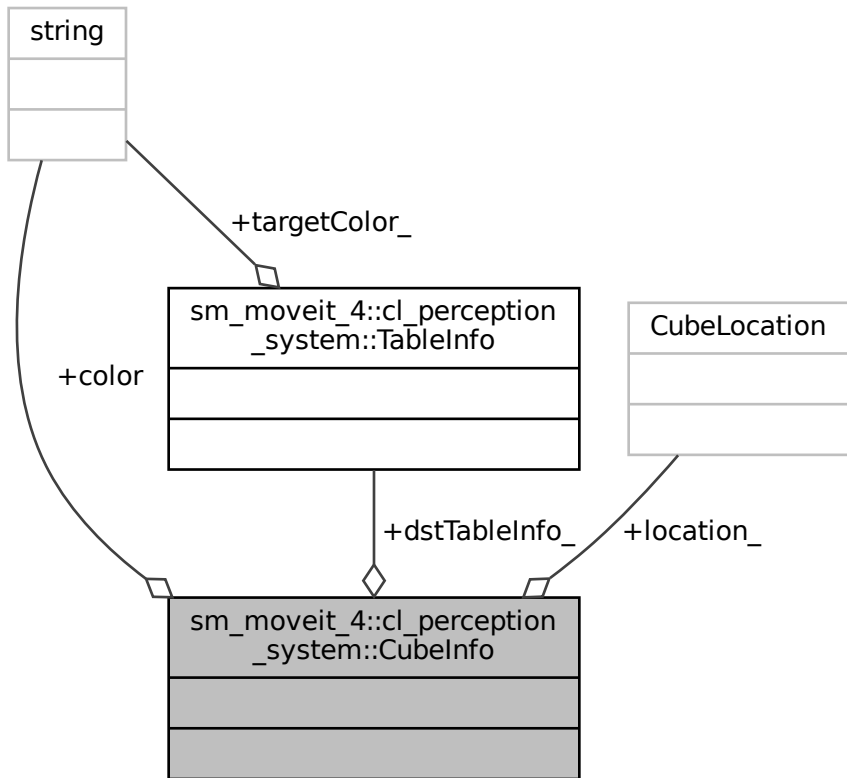 string
+targetColor_
sm_moveit_4::cl_perception
_system::TableInfo
CubeLocation
+color
+dstTableInfo_
+location_
sm_moveit_4::cl_perception
_system::CubeInfo